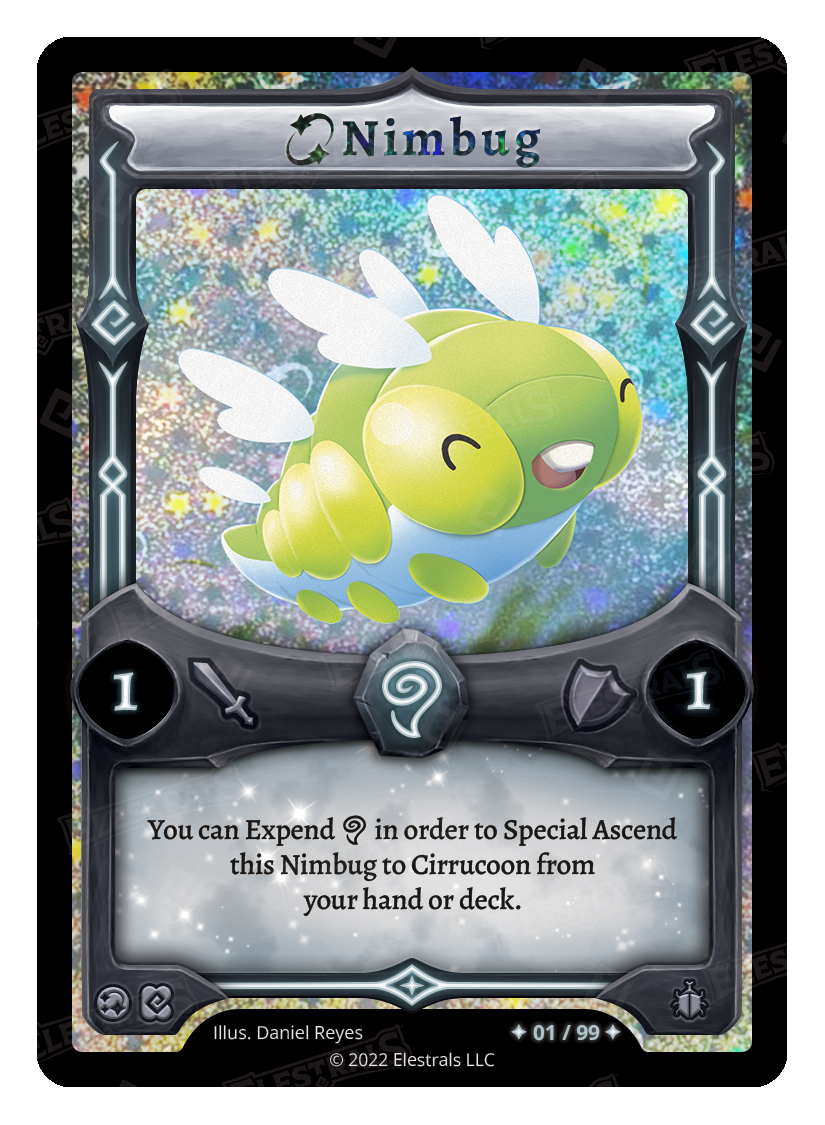 Nimbug
1
1
You can Expend in order to Special Ascend
this Nimbug to Cirrucoon from
your hand or deck.
Illus. Daniel Reyes
01 / 99
© 2022 Elestrals LLC